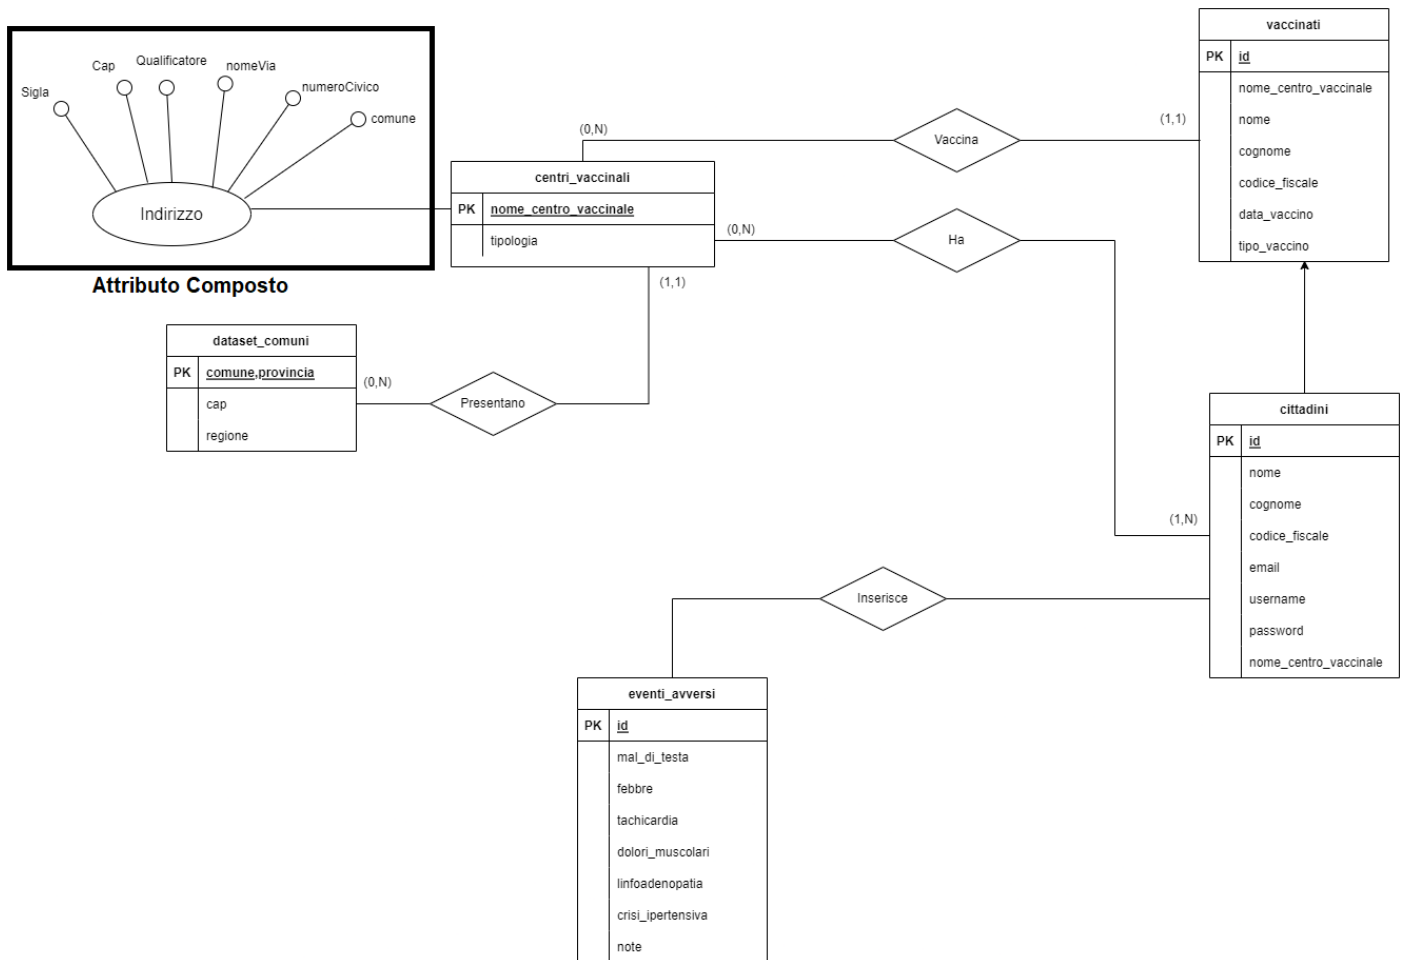 Sigla
Cap
Qualificatore
nomeVia
numeroCivico
comune
Indirizzo
Attributo Composto
centri_vaccinali
PK nome_centro_vaccinale
tipologia
(0,N)
Vaccina
(1,1)
vaccinati
PK id
nome_centro_vaccinale
nome
cognome
codice_fiscale
data_vaccino
tipo_vaccino
(0,N)
Ha
(1,N)
(1,1)
dataset_comuni
PK comune,provincia
cap
regione
(0,N)
Presentano
cittadini
PK id
nome
cognome
codice_fiscale
email
username
password
nome_centro_vaccinale
Inserisce
eventi_avversi
PK id
mal_di_testa
febbre
tachicardia
dolori_muscolari
linfoadenopatia
crisi_ipertensiva
note